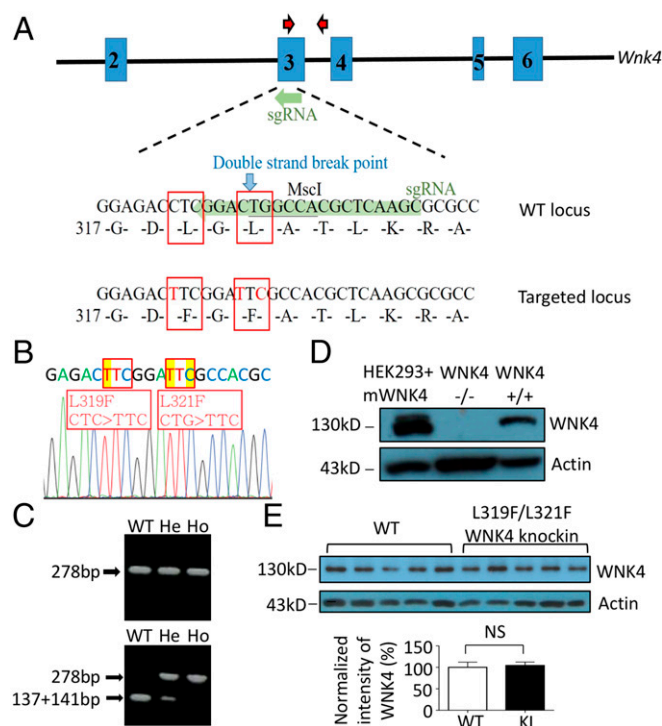 A
2 3 4 5 6 Wnk4
sgRNA
Double strand break point
MscI sgRNA
GGAGACCTCGGACTGGCCACGCTCAAGCGCGCC WT locus
317 -G- -D- -L- -G- -L- -A- -T- -L- -K- -R- -A-
GGAGACTTCGGATTCGCCACGCTCAAGCGCGCC Targeted locus
317 -G- -D- -F- -G- -F- -A- -T- -L- -K- -R- -A-
B
GAGACTTCGGATTCGCCACGC
L319F L321F
CTC>TTC CTG>TTC
C
WT He Ho
278bp
WT He Ho
278bp
137+141bp
D
HEK293+ WNK4 WNK4
mWNK4 -/- +/+
130kD WNK4
43kD Actin
E
L319F/L321F
WT WNK4 knockin
130kD WNK4
43kD Actin
Normalized
intensity of
WNK4 (%)
NS
150
100
50
0
WT KI